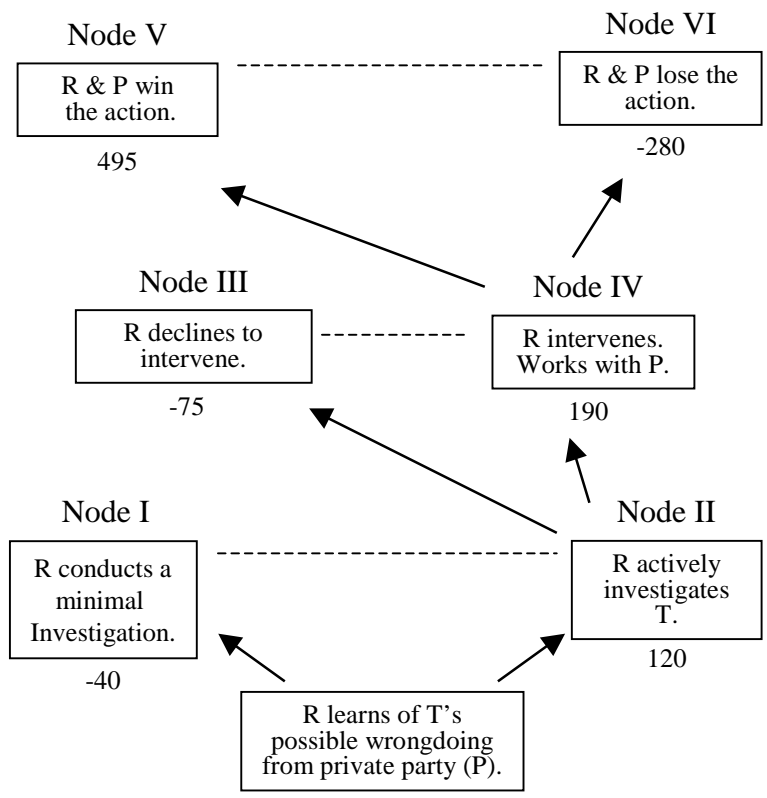 Node V
R & P win
the action.
495
Node VI
R & P lose the
action.
-280
Node III
R declines to
intervene.
-75
Node IV
R intervenes.
Works with P.
190
Node I
R conducts a
minimal
Investigation.
-40
Node II
R actively
investigates
T.
120
R learns of T’s
possible wrongdoing
from private party (P).